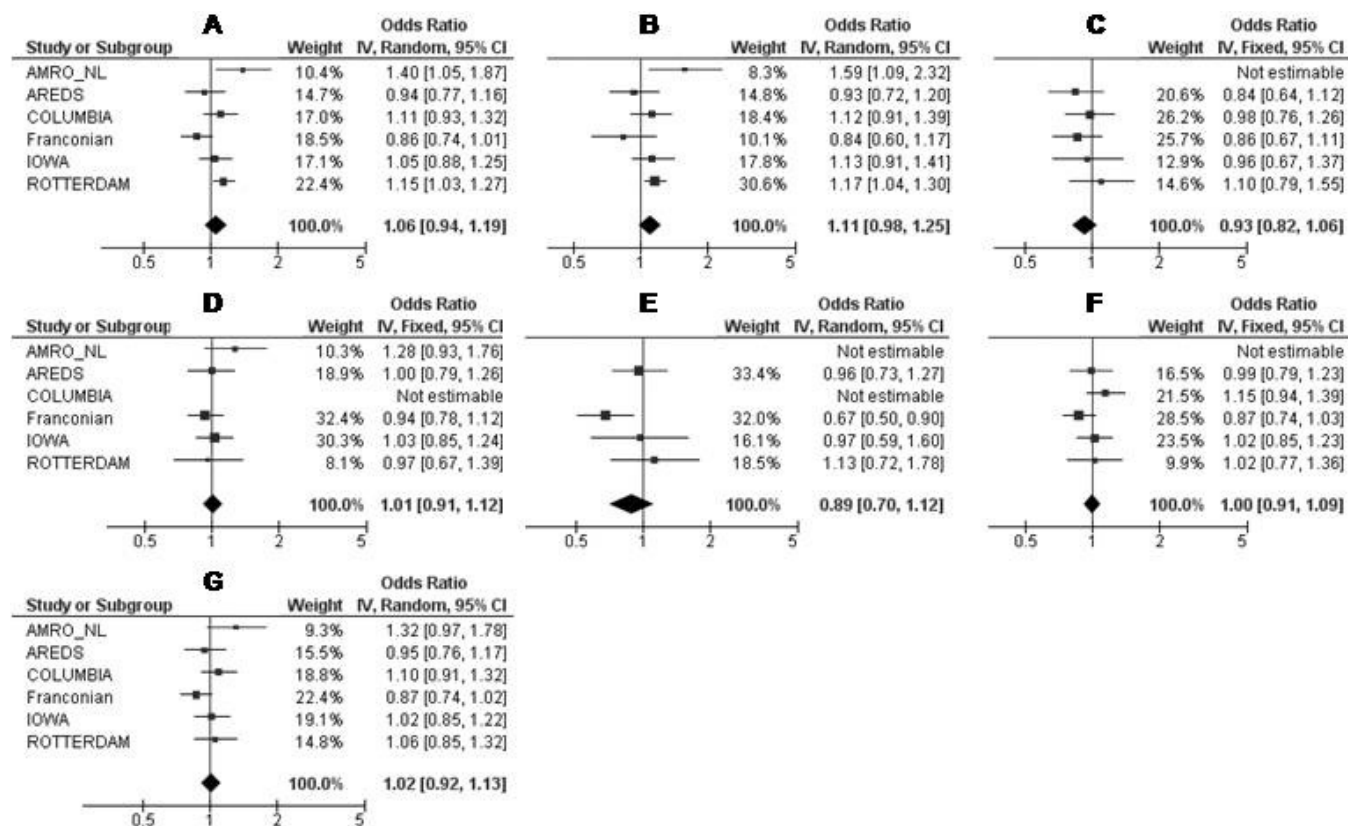 A B C
Odds Ratio Odds Ratio Odds Ratio
Study or Subgroup Weight IV, Random, 95% CI Weight IV, Random, 95% CI Weight IV, Fixed, 95% CI
AMRO_NL 10.4% 1.40 [1.05, 1.87] 8.3% 1.59 [1.09, 2.32] Not estimable
AREDS 14.7% 0.94 [0.77, 1.16] 14.8% 0.93 [0.72, 1.20] 20.6% 0.84 [0.64, 1.12]
COLUMBIA 17.0% 1.11 [0.93, 1.32] 18.4% 1.12 [0.91, 1.39] 26.2% 0.98 [0.76, 1.26]
Franconian 18.5% 0.86 [0.74, 1.01] 10.1% 0.84 [0.60, 1.17] 25.7% 0.86 [0.67, 1.11]
IOWA 17.1% 1.05 [0.88, 1.25] 17.8% 1.13 [0.91, 1.41] 12.9% 0.96 [0.67, 1.37]
ROTTERDAM 22.4% 1.15 [1.03, 1.27] 30.6% 1.17 [1.04, 1.30] 14.6% 1.10 [0.79, 1.55]
100.0% 1.06 [0.94, 1.19] 100.0% 1.11 [0.98, 1.25] 100.0% 0.93 [0.82, 1.06]
0.5 1 2 5 0.5 1 2 5 0.5 1 2 5
D E F
Odds Ratio Odds Ratio Odds Ratio
Study or Subgroup Weight IV, Fixed, 95% CI Weight IV, Random, 95% CI Weight IV, Fixed, 95% CI
AMRO_NL 10.3% 1.28 [0.93, 1.76] Not estimable Not estimable
AREDS 18.9% 1.00 [0.79, 1.26] 33.4% 0.96 [0.73, 1.27] 16.5% 0.99 [0.79, 1.23]
COLUMBIA Not estimable Not estimable 21.5% 1.15 [0.94, 1.39]
Franconian 32.4% 0.94 [0.78, 1.12] 32.0% 0.67 [0.50, 0.90] 28.5% 0.87 [0.74, 1.03]
IOWA 30.3% 1.03 [0.85, 1.24] 16.1% 0.97 [0.59, 1.60] 23.5% 1.02 [0.85, 1.23]
ROTTERDAM 8.1% 0.97 [0.67, 1.39] 18.5% 1.13 [0.72, 1.78] 9.9% 1.02 [0.77, 1.36]
100.0% 1.01 [0.91, 1.12] 100.0% 0.89 [0.70, 1.12] 100.0% 1.00 [0.91, 1.09]
0.5 1 2 5 0.5 1 2 5 0.5 1 2 5
G
Odds Ratio
Study or Subgroup Weight IV, Random, 95% CI
AMRO_NL 9.3% 1.32 [0.97, 1.78]
AREDS 15.5% 0.95 [0.76, 1.17]
COLUMBIA 18.8% 1.10 [0.91, 1.32]
Franconian 22.4% 0.87 [0.74, 1.02]
IOWA 19.1% 1.02 [0.85, 1.22]
ROTTERDAM 14.8% 1.06 [0.85, 1.32]
100.0% 1.02 [0.92, 1.13]
0.5 1 2 5